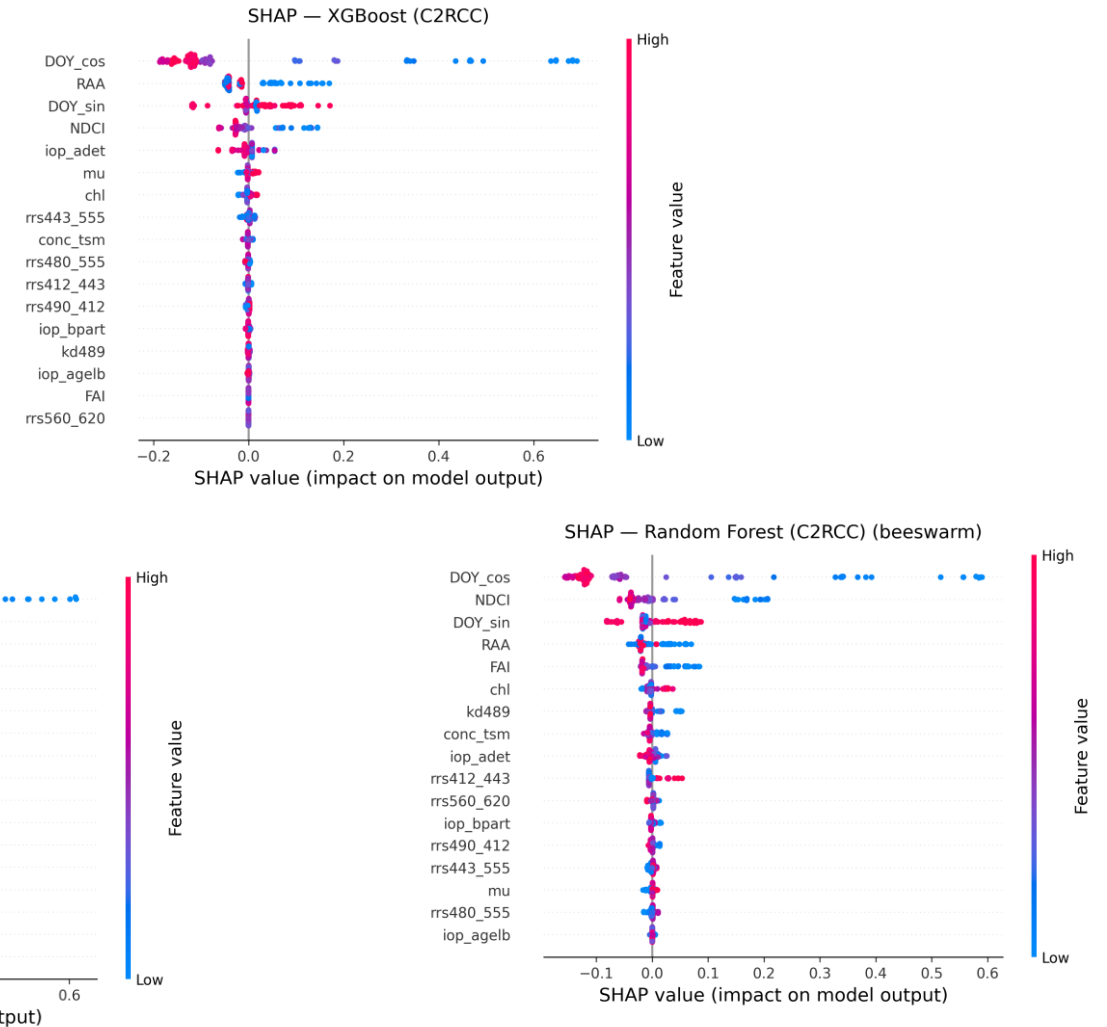 SHAP — XGBoost (C2RCC)
High
DOY_cos
RAA
DOY_sin
NDCI
iop_adet
mu
chl
rrs443_555
conc_tsm
rrs480_555
rrs412_443
rrs490_412
iop_bpart
kd489
iop_agelb
FAI
rrs560_620
Feature value
Low
−0.2 0.0 0.2 0.4 0.6
SHAP value (impact on model output)
High
Feature value
Low
0.6
tput)
SHAP — Random Forest (C2RCC) (beeswarm)
High
DOY_cos
NDCI
DOY_sin
RAA
FAI
chl
kd489
conc_tsm
iop_adet
rrs412_443
rrs560_620
iop_bpart
rrs490_412
rrs443_555
mu
rrs480_555
iop_agelb
Feature value
Low
−0.1 0.0 0.1 0.2 0.3 0.4 0.5 0.6
SHAP value (impact on model output)